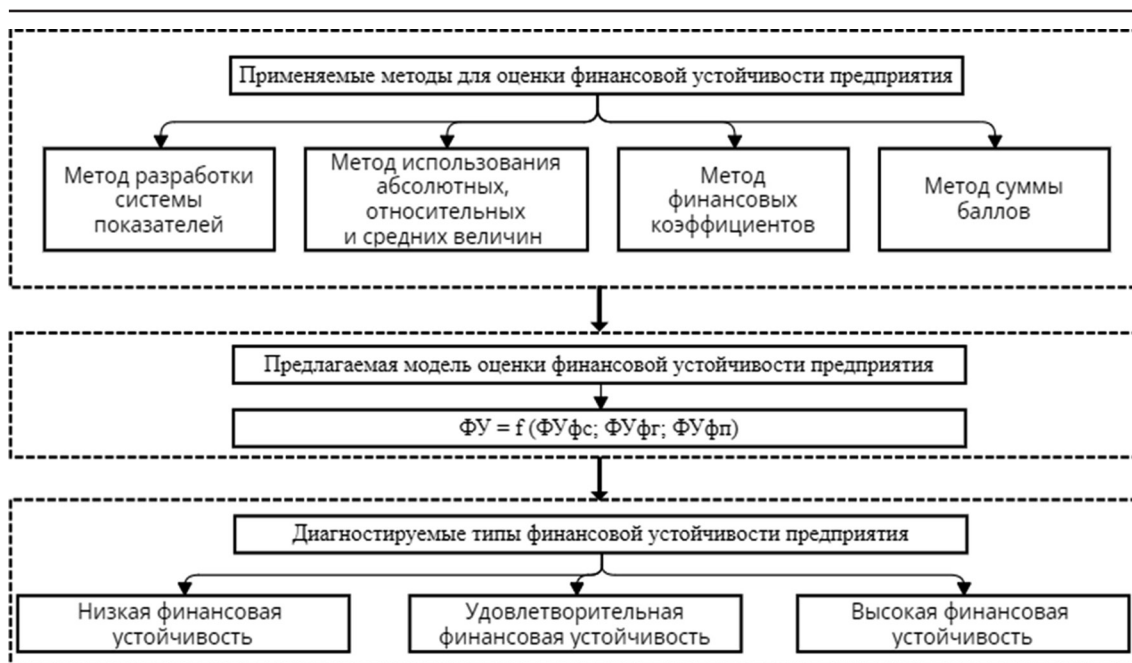 Применяемые методы для оценки финансовой устойчивости предприятия
Метод разработки
системы
показателей
Метод использования
абсолютных,
относительных
и средних величин
Метод
финансовых
коэффициентов
Метод суммы
баллов
Предлагаемая модель оценки финансовой устойчивости предприятия
ФУ = f (ФУфс; ФУфг; ФУфп)
Диагностируемые типы финансовой устойчивости предприятия
Низкая финансовая
устойчивость
Удовлетворительная
финансовая устойчивость
Высокая финансовая
устойчивость